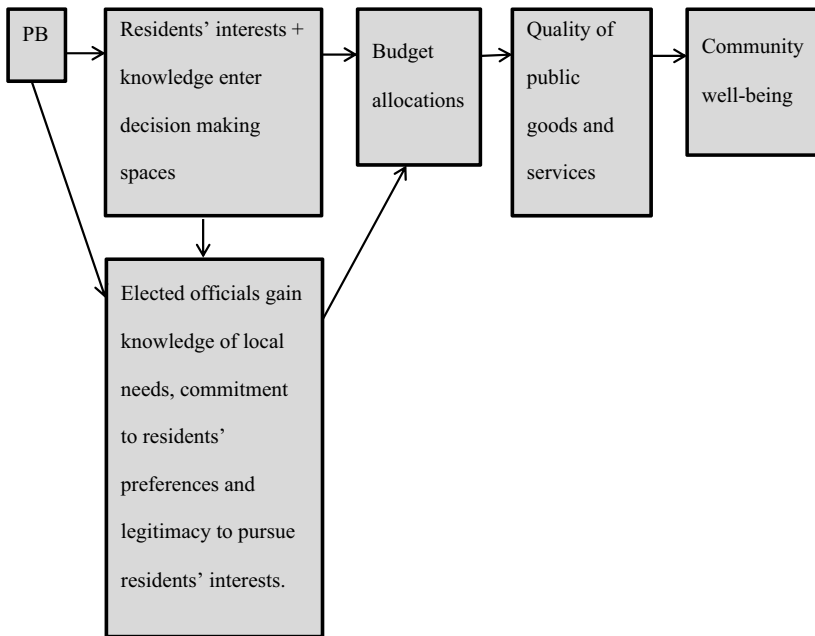 PB
Residents’ interests +
knowledge enter
decision making
spaces
Budget
allocations
Quality of
public
goods and
services
Community
well-being
Elected officials gain
knowledge of local
needs, commitment
to residents’
preferences and
legitimacy to pursue
residents’ interests.